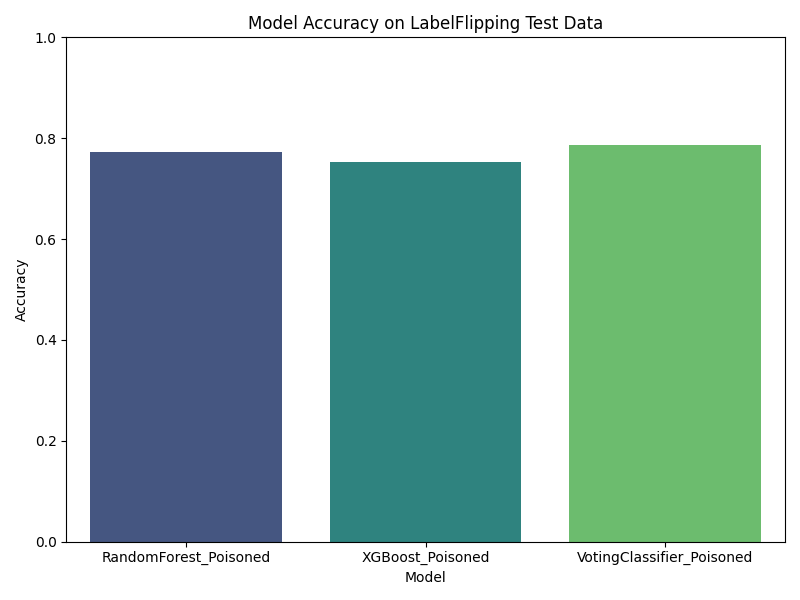 Model Accuracy on LabelFlipping Test Data
1.0
0.8
0.6
0.4
0.2
0.0
Accuracy
RandomForest_Poisoned
XGBoost_Poisoned
VotingClassifier_Poisoned
Model